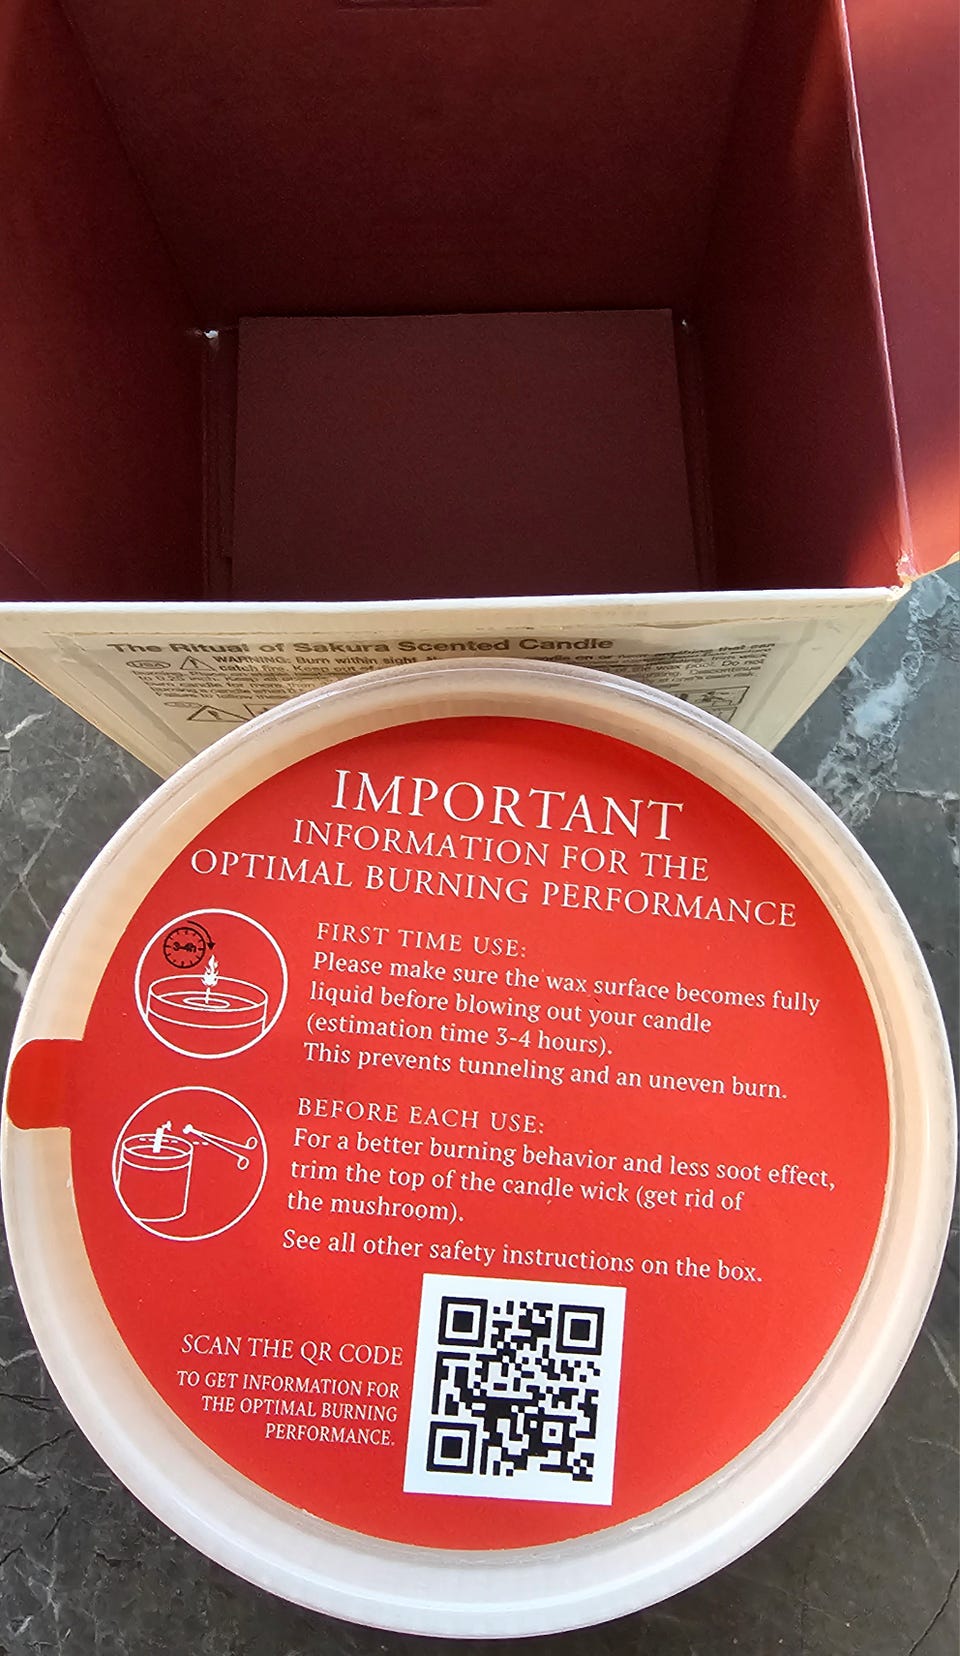 The Ritual of Sakura Scented Candle
USA WARNING: Burn within sight.
IMPORTANT
INFORMATION FOR THE
OPTIMAL BURNING PERFORMANCE
3-4h
FIRST TIME USE:
Please make sure the wax surface becomes fully
liquid before blowing out your candle
(estimation time 3-4 hours).
This prevents tunneling and an uneven burn.
BEFORE EACH USE:
For a better burning behavior and less soot effect,
trim the top of the candle wick (get rid of
the mushroom).
See all other safety instructions on the box.
SCAN THE QR CODE
TO GET INFORMATION FOR
THE OPTIMAL BURNING
PERFORMANCE.